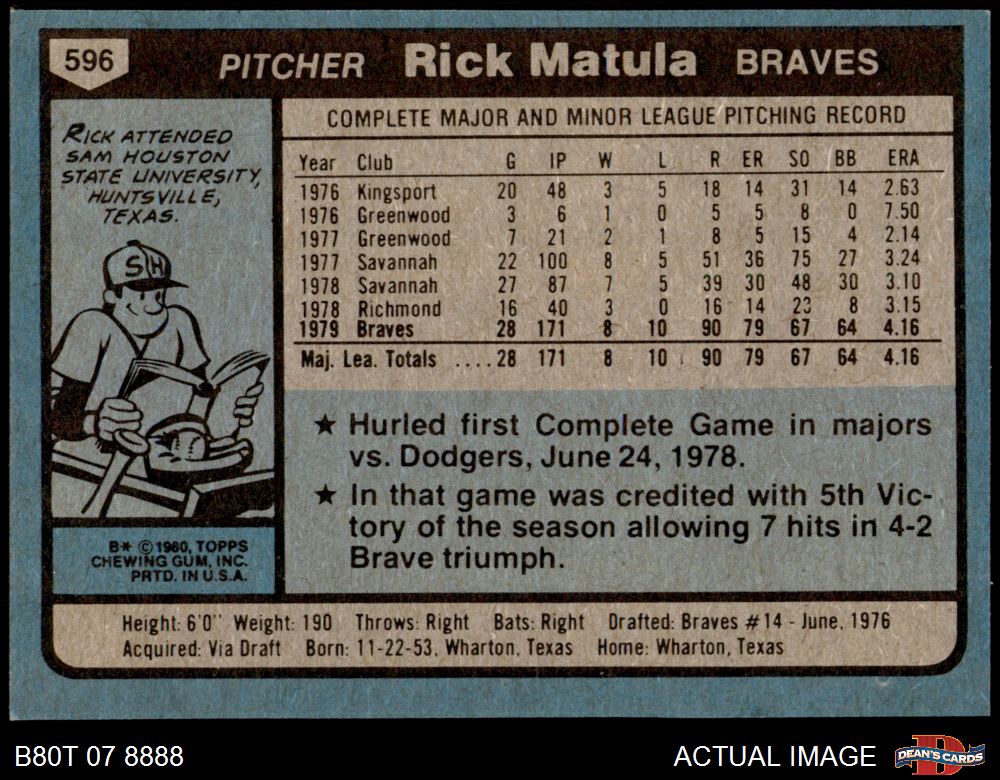 596
PITCHER Rick Matula BRAVES
RICK ATTENDED
SAM HOUSTON
STATE UNIVERSITY,
HUNTSVILLE,
TEXAS.
SH
B* © 1980, TOPPS
CHEWING GUM, INC.
PRTD. IN U.S.A.
COMPLETE MAJOR AND MINOR LEAGUE PITCHING RECORD
Year Club G IP W L R ER SO BB ERA
1976 Kingsport 20 48 3 5 18 14 31 14 2.63
1976 Greenwood 3 6 1 0 5 5 8 0 7.50
1977 Greenwood 7 21 2 1 8 5 15 4 2.14
1977 Savannah 22 100 8 5 51 36 75 27 3.24
1978 Savannah 27 87 7 5 39 30 48 30 3.10
1978 Richmond 16 40 3 0 16 14 23 8 3.15
1979 Braves 28 171 8 10 90 79 67 64 4.16
Maj. Lea. Totals ....28 171 8 10 90 79 67 64 4.16
★ Hurled first Complete Game in majors
vs. Dodgers, June 24, 1978.
★ In that game was credited with 5th Vic-
tory of the season allowing 7 hits in 4-2
Brave triumph.
Height: 6'0" Weight: 190 Throws: Right Bats: Right Drafted: Braves #14 - June, 1976
Acquired: Via Draft Born: 11-22-53, Wharton, Texas Home: Wharton, Texas
B80T 07 8888
ACTUAL IMAGE
D
DEAN'S CARDS